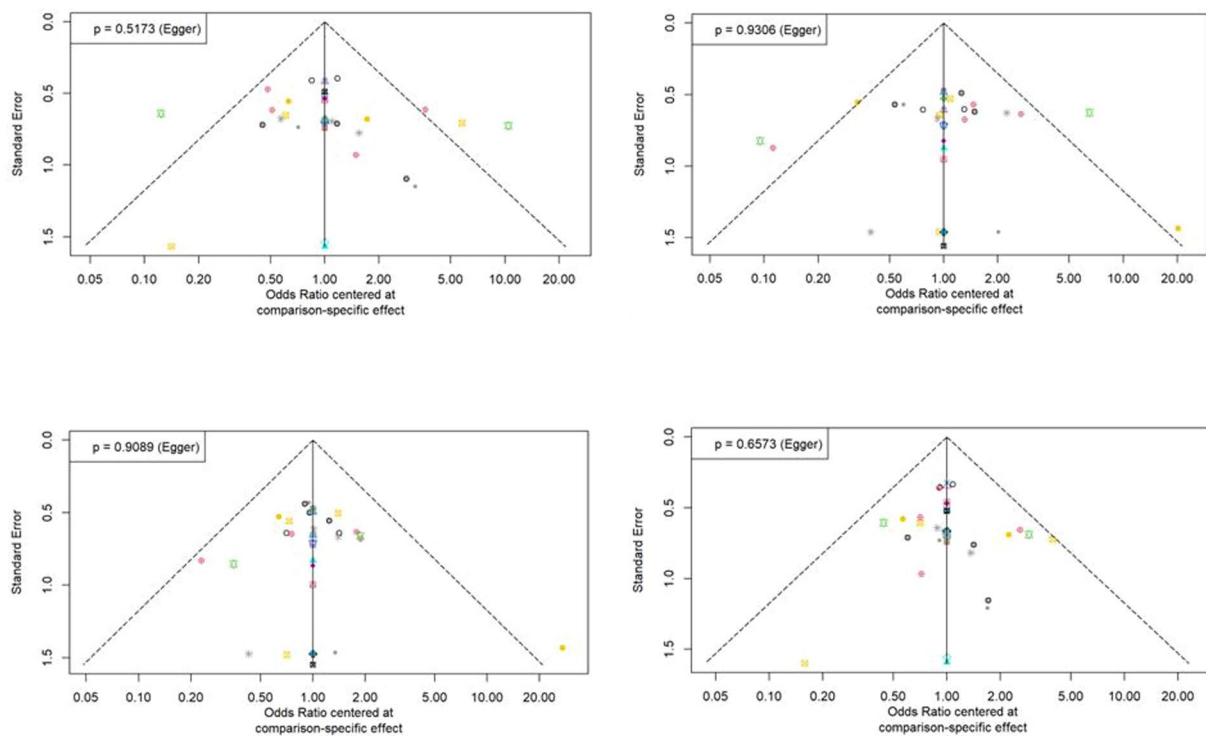 p = 0.5173 (Egger)
0.0
0.5
1.0
1.5
Standard Error
0.05 0.10 0.20 0.50 1.00 2.00 5.00 10.00 20.00
Odds Ratio centered at
comparison-specific effect
p = 0.9306 (Egger)
0.0
0.5
1.0
1.5
Standard Error
0.05 0.10 0.20 0.50 1.00 2.00 5.00 10.00 20.00
Odds Ratio centered at
comparison-specific effect
p = 0.9089 (Egger)
0.0
0.5
1.0
1.5
Standard Error
0.05 0.10 0.20 0.50 1.00 2.00 5.00 10.00 20.00
Odds Ratio centered at
comparison-specific effect
p = 0.6573 (Egger)
0.0
0.5
1.0
1.5
Standard Error
0.05 0.10 0.20 0.50 1.00 2.00 5.00 10.00 20.00
Odds Ratio centered at
comparison-specific effect